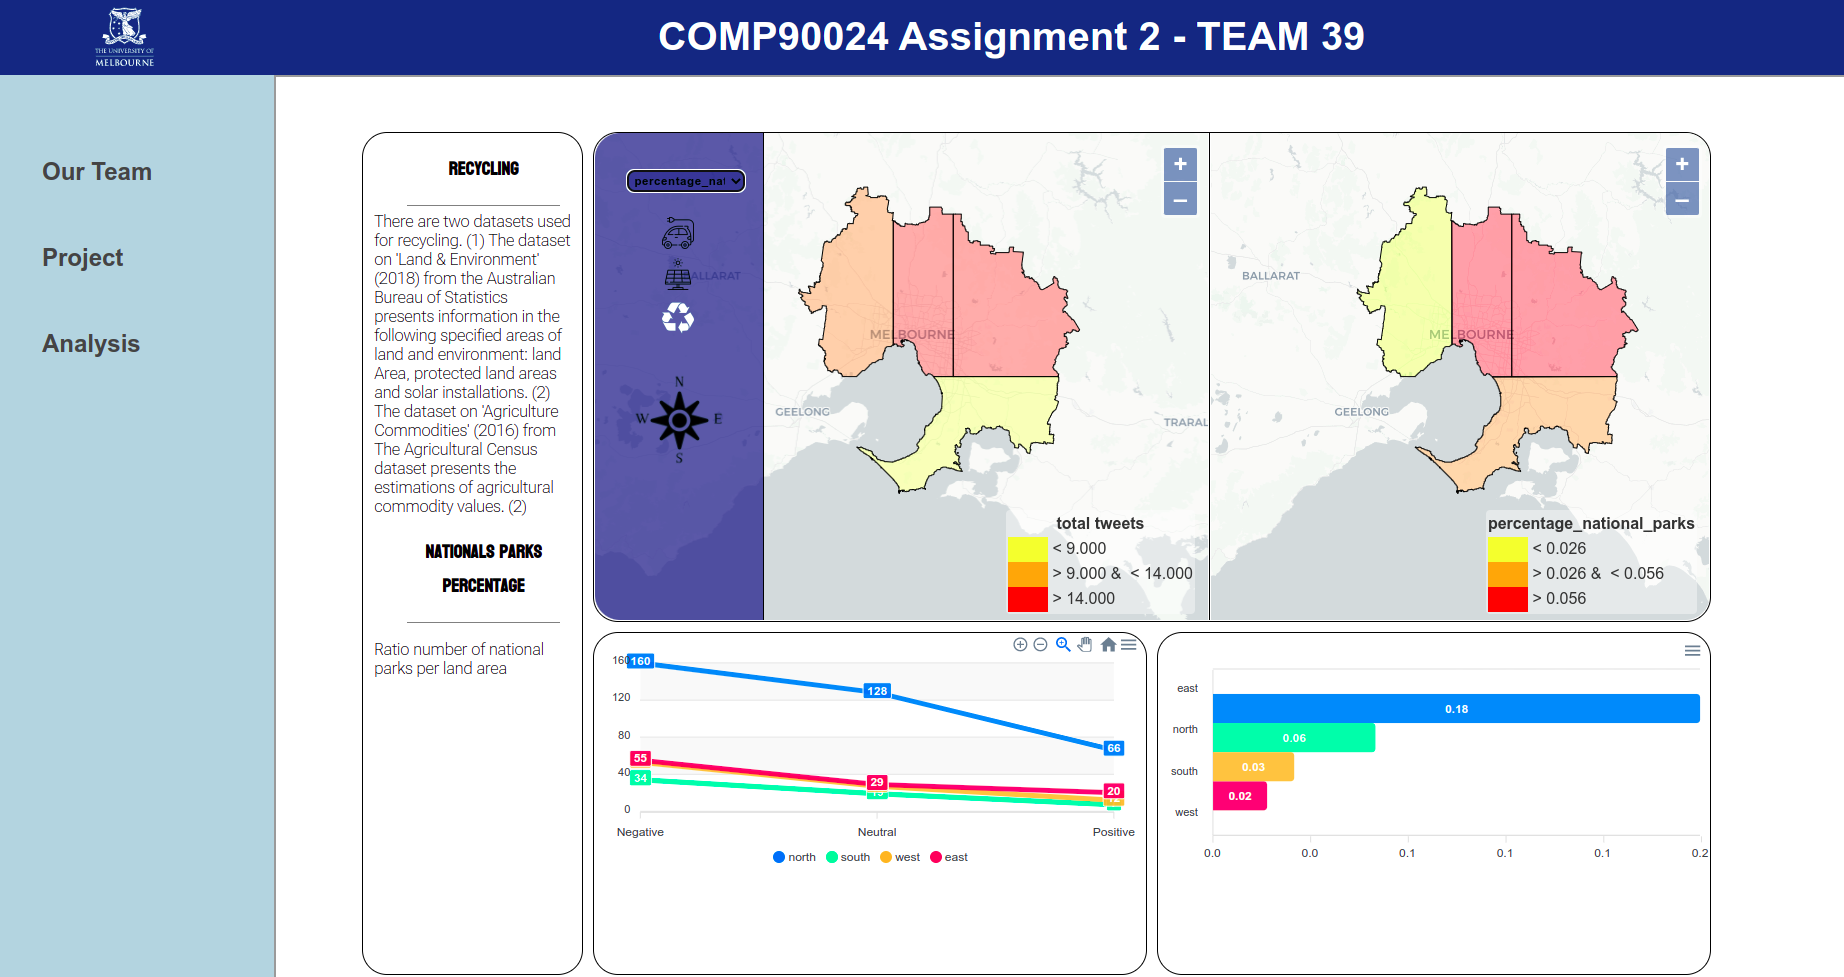 THE UNIVERSITY OF
MELBOURNE
COMP90024 Assignment 2 - TEAM 39
Our Team
Project
Analysis
RECYCLING
There are two datasets used
for recycling. (1) The dataset
on 'Land & Environment'
(2018) from the Australian
Bureau of Statistics
presents information in the
following specified areas of
land and environment: land
Area, protected land areas
and solar installations. (2)
The dataset on 'Agriculture
Commodities' (2016) from
The Agricultural Census
dataset presents the
estimations of agricultural
commodity values. (2)
NATIONALS PARKS
PERCENTAGE
Ratio number of national
parks per land area
percentage_nat
ALLARAT
N
W E
S
+
−
MELBOURNE
GEELONG
TRARAL
total tweets
< 9.000
> 9.000 & < 14.000
> 14.000
+
−
BALLARAT
MELBOURNE
GEELONG
percentage_national_parks
< 0.026
> 0.026 & < 0.056
> 0.056
160
120
80
40
0
160
128
66
55
29
20
34
Negative
Neutral
Positive
north
south
west
east
east
north
south
west
0.18
0.06
0.03
0.02
0.0
0.0
0.1
0.1
0.1
0.2